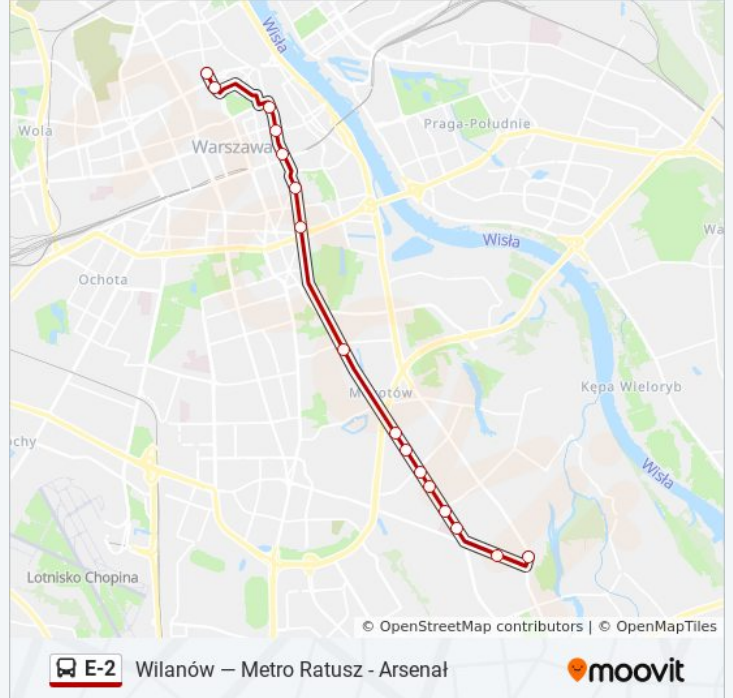 Wisła
Praga-Południe
Wola
Warszawa
Wa
Wisła
Ochota
Kępa Wieloryb
ochy
Wisła
Lotnisko Chopina
© OpenStreetMap contributors | © OpenMapTiles
E-2 Wilanów — Metro Ratusz - Arsenał
moovit